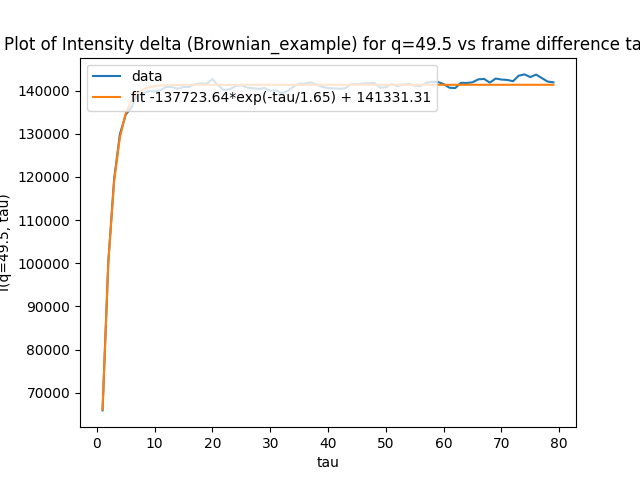 Plot of Intensity delta (Brownian_example) for q=49.5 vs frame difference ta
data
fit -137723.64*exp(-tau/1.65) + 141331.31
I(q=49.5, tau)
140000
130000
120000
110000
100000
90000
80000
70000
0 10 20 30 40 50 60 70 80
tau